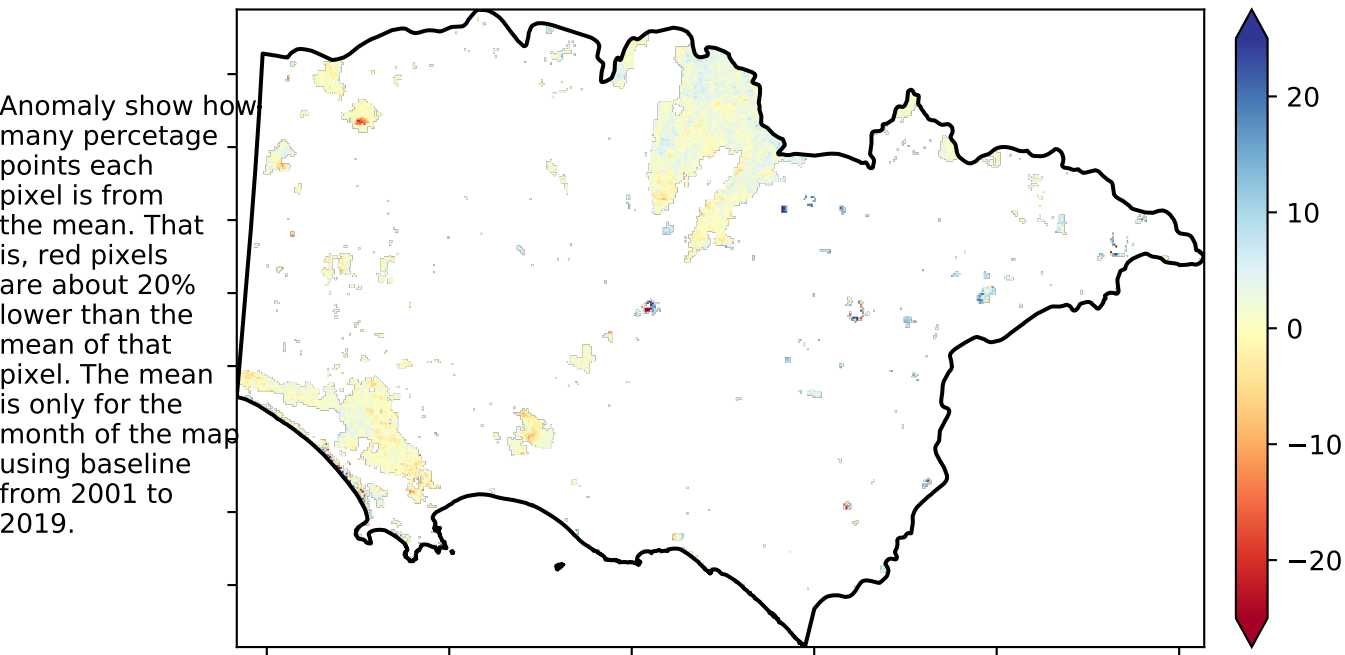 Anomaly show how
many percetage
points each
pixel is from
the mean. That
is, red pixels
are about 20%
lower than the
mean of that
pixel. The mean
is only for the
month of the map
using baseline
from 2001 to
2019.
20
10
0
−10
−20